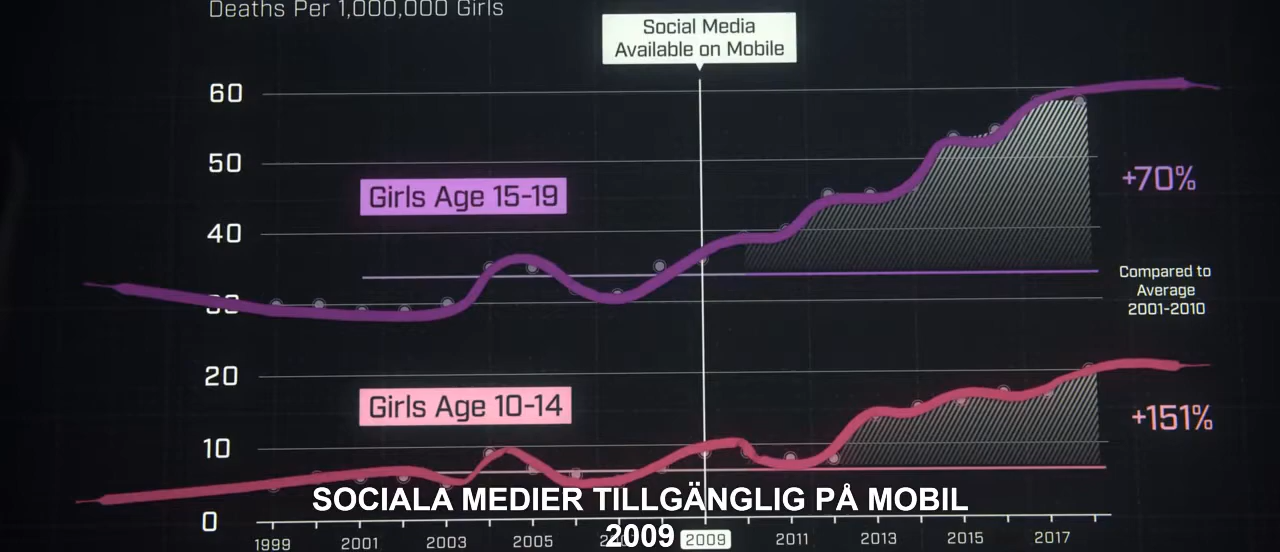 Deaths Per 1,000,000 Girls
Social Media
Available on Mobile
60
50
Girls Age 15-19
+70%
40
Compared to
Average
2001-2010
30
20
Girls Age 10-14
+151%
10
SOCIALA MEDIER TILLGÄNGLIG PÅ MOBIL
2009
0
1999
2001
2003
2005
2009
2011
2013
2015
2017